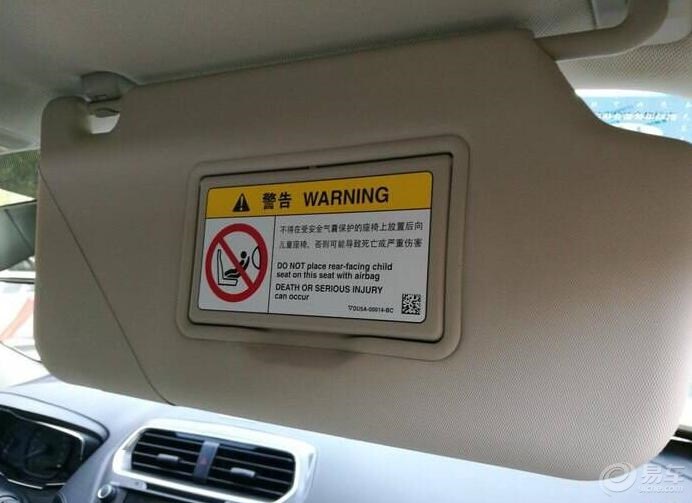 警告 WARNING
不得在受安全气囊保护的座椅上放置后向
儿童座椅，否则可能导致死亡或严重伤害
DO NOT place rear-facing child
seat on this seat with airbag
DEATH OR SERIOUS INJURY
can occur
DU5A-00014-BC
易车